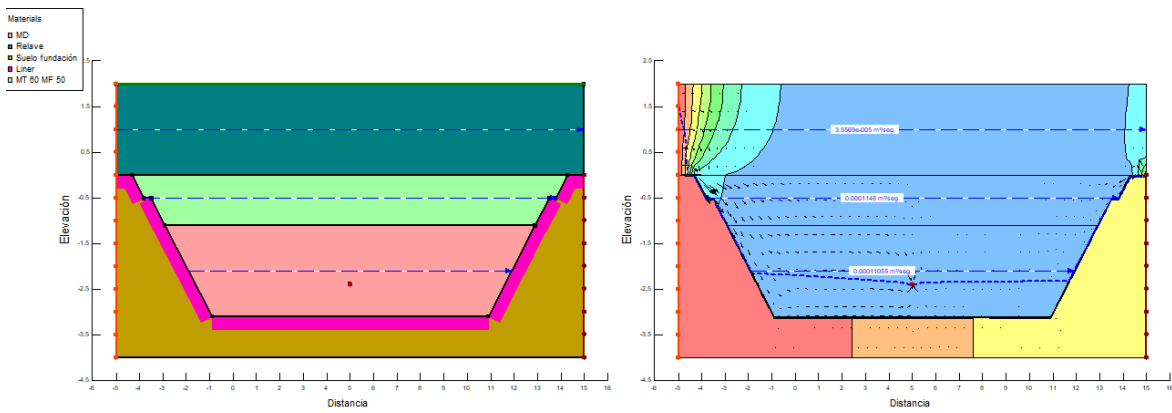 Materials
MD
Relave
Suelo fundación
Liner
MT 60 MF 50
Elevación
2.5
1.5
0.5
-0.5
-1.5
-2.5
-3.5
-4.5
-6 -5 -4 -3 -2 -1 0 1 2 3 4 5 6 7 8 9 10 11 12 13 14 15 16
Distancia
Elevación
2.5
1.5
0.5
-0.5
-1.5
-2.5
-3.5
-4.5
3.5569e-005 m³/seg
0.0001148 m³/seg
0.00011055 m³/seg
-6 -5 -4 -3 -2 -1 0 1 2 3 4 5 6 7 8 9 10 11 12 13 14 15 16
Distancia